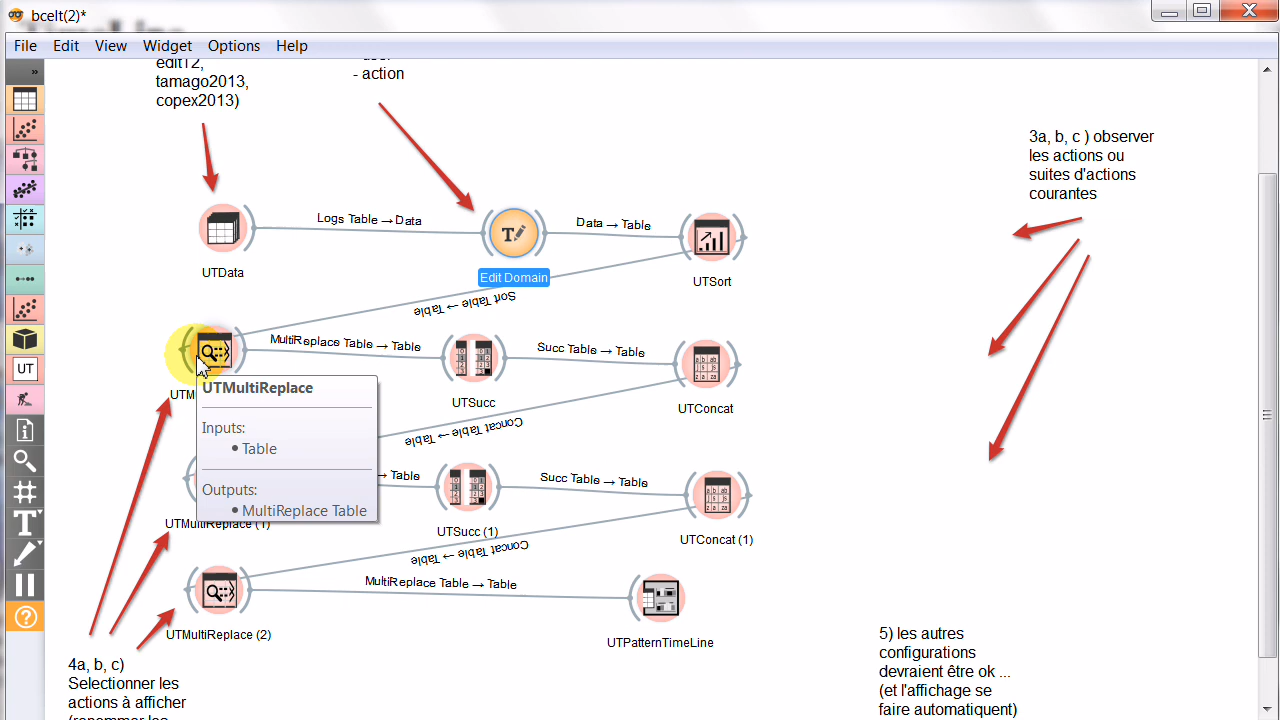 bcelt(2)*
File Edit View Widget Options Help
edit12,
tamago2013,
copex2013)
- action
3a, b, c ) observer
les actions ou
suites d'actions
courantes
Logs Table → Data
Data → Table
UTData
Edit Domain
UTSort
Sort Table → Table
MultiReplace Table → Table
Succ Table → Table
UTM
UTSucc
UTConcat
UTMultiReplace
Inputs:
• Table
Outputs:
• MultiReplace Table
Concat Table → Table
→ Table
Succ Table → Table
UTMultiReplace (1)
UTSucc (1)
UTConcat (1)
Concat Table → Table
MultiReplace Table → Table
UTMultiReplace (2)
UTPatternTimeLine
UT
4a, b, c)
Selectionner les
actions à afficher
5) les autres
configurations
devraient être ok ...
(et l'affichage se
faire automatiquent)